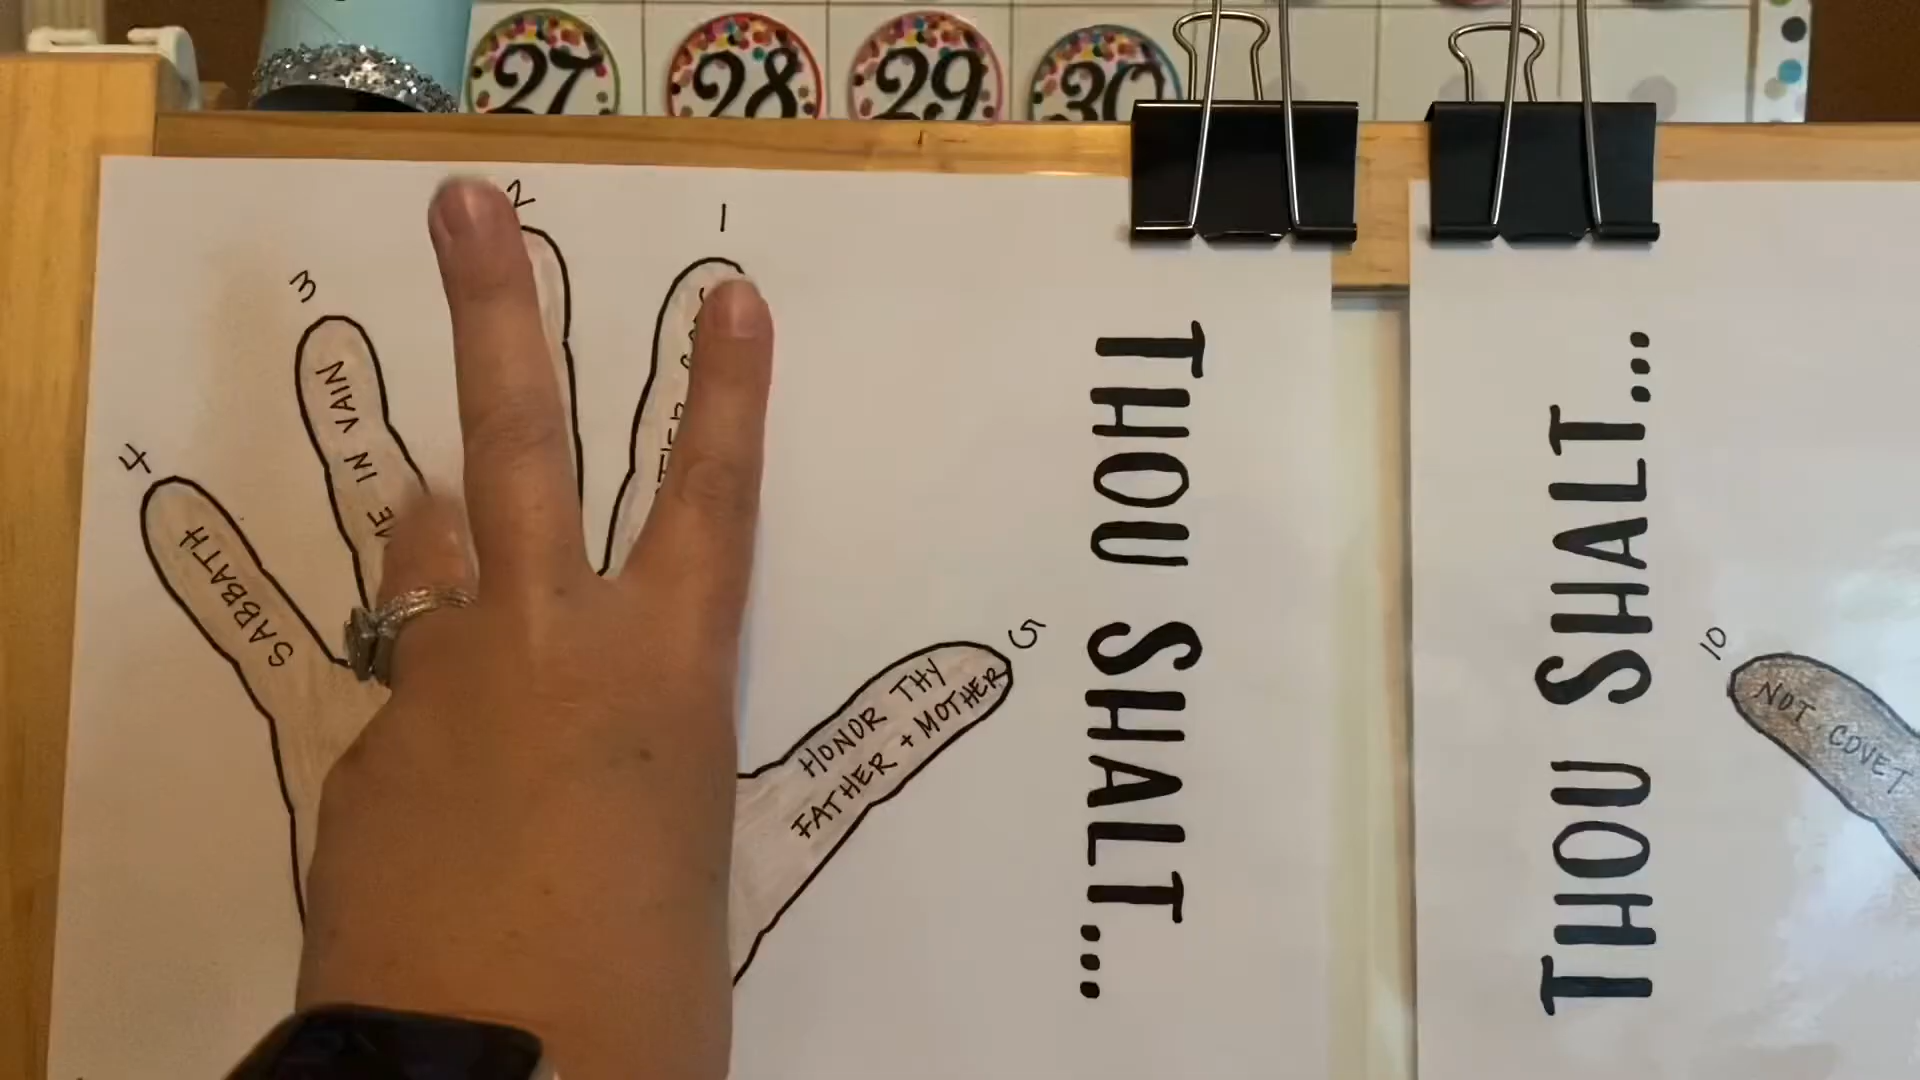 27 28 29 30
2
1
3
IN VAIN
4
SABBATH
5
HONOR THY
FATHER + MOTHER
THOU SHALT...
THOU SHALT...
10
NOT COVET